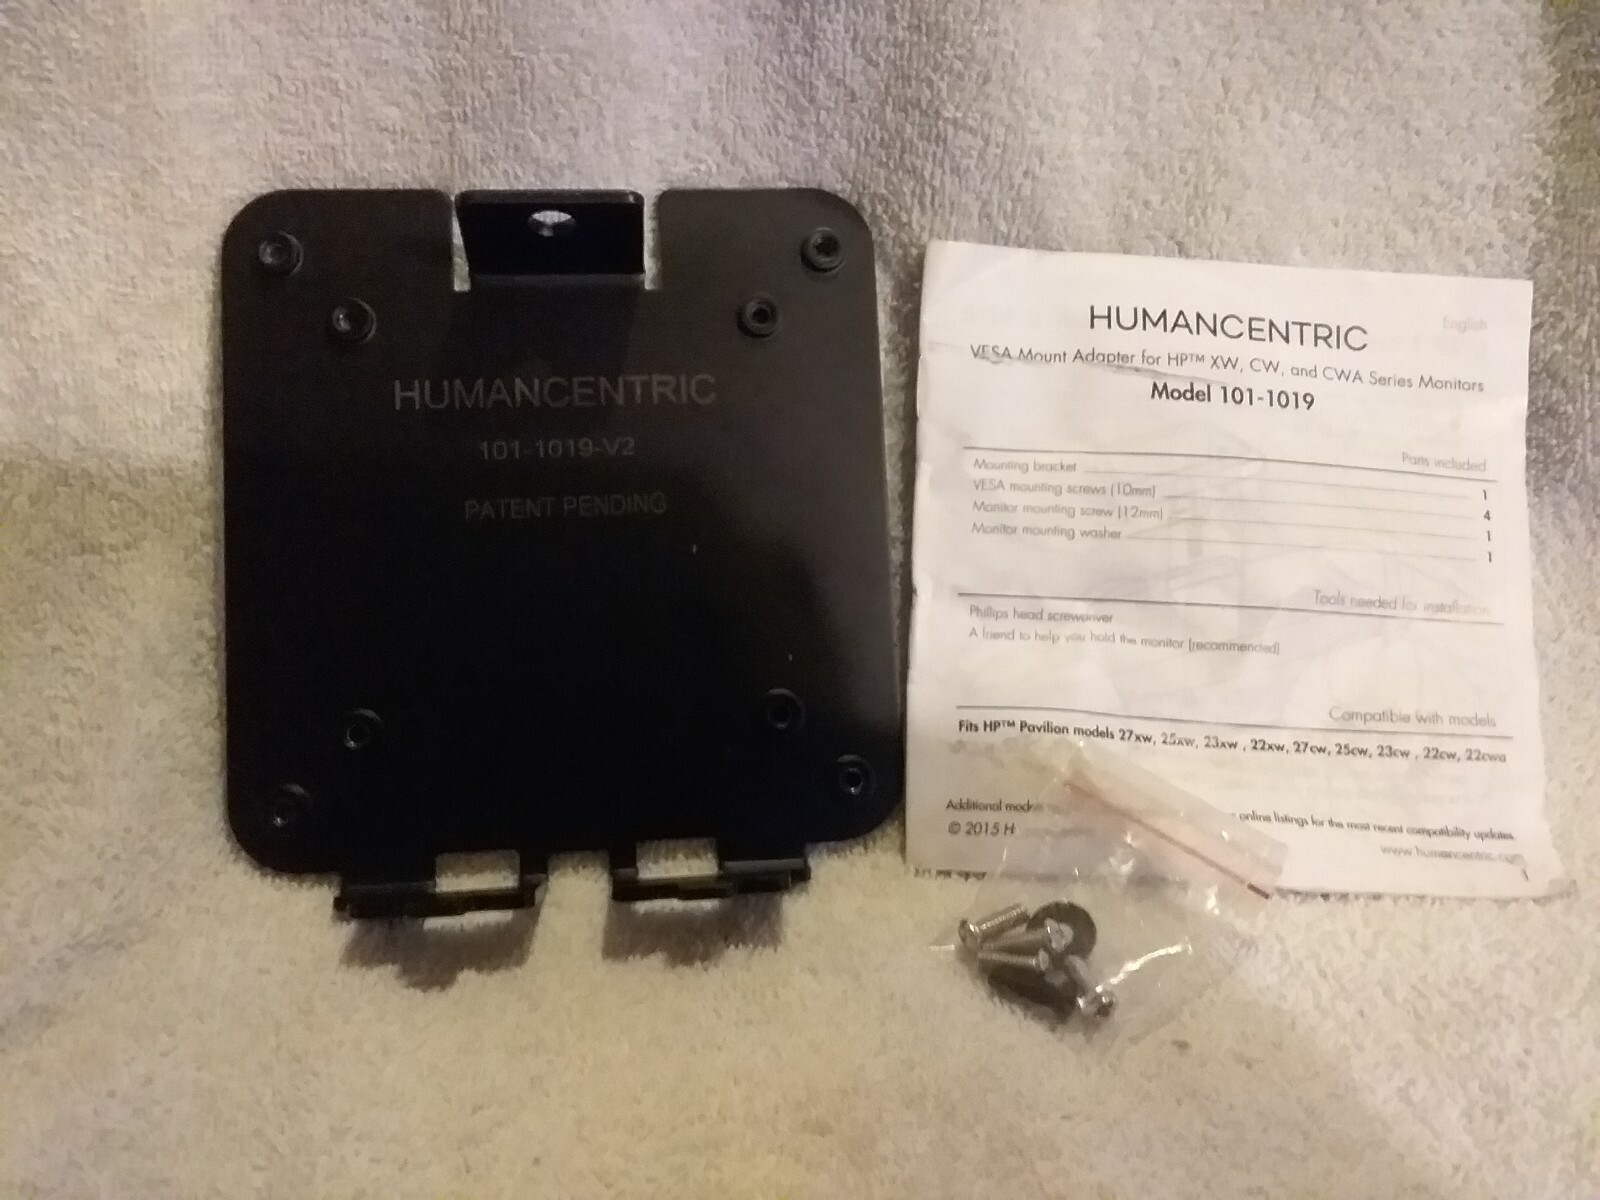 HUMANCENTRIC
101-1019-V2
PATENT PENDING
English
HUMANCENTRIC
VESA Mount Adapter for HP™ XW, CW, and CWA Series Monitors
Model 101-1019
Parts included
Mounting bracket 1
VESA mounting screws (10mm) 4
Monitor mounting screw (12mm) 1
Monitor mounting washer 1
Tools needed for installation
Phillips head screwdriver
A friend to help you hold the monitor (recommended)
Compatible with models
Fits HP™ Pavilion models 27xw, 25xw, 23xw , 22xw, 27cw, 25cw, 23cw , 22cw, 22cwa
Additional online listings for the most recent compatibility updates.
© 2015 H
www.humancentric.com
1